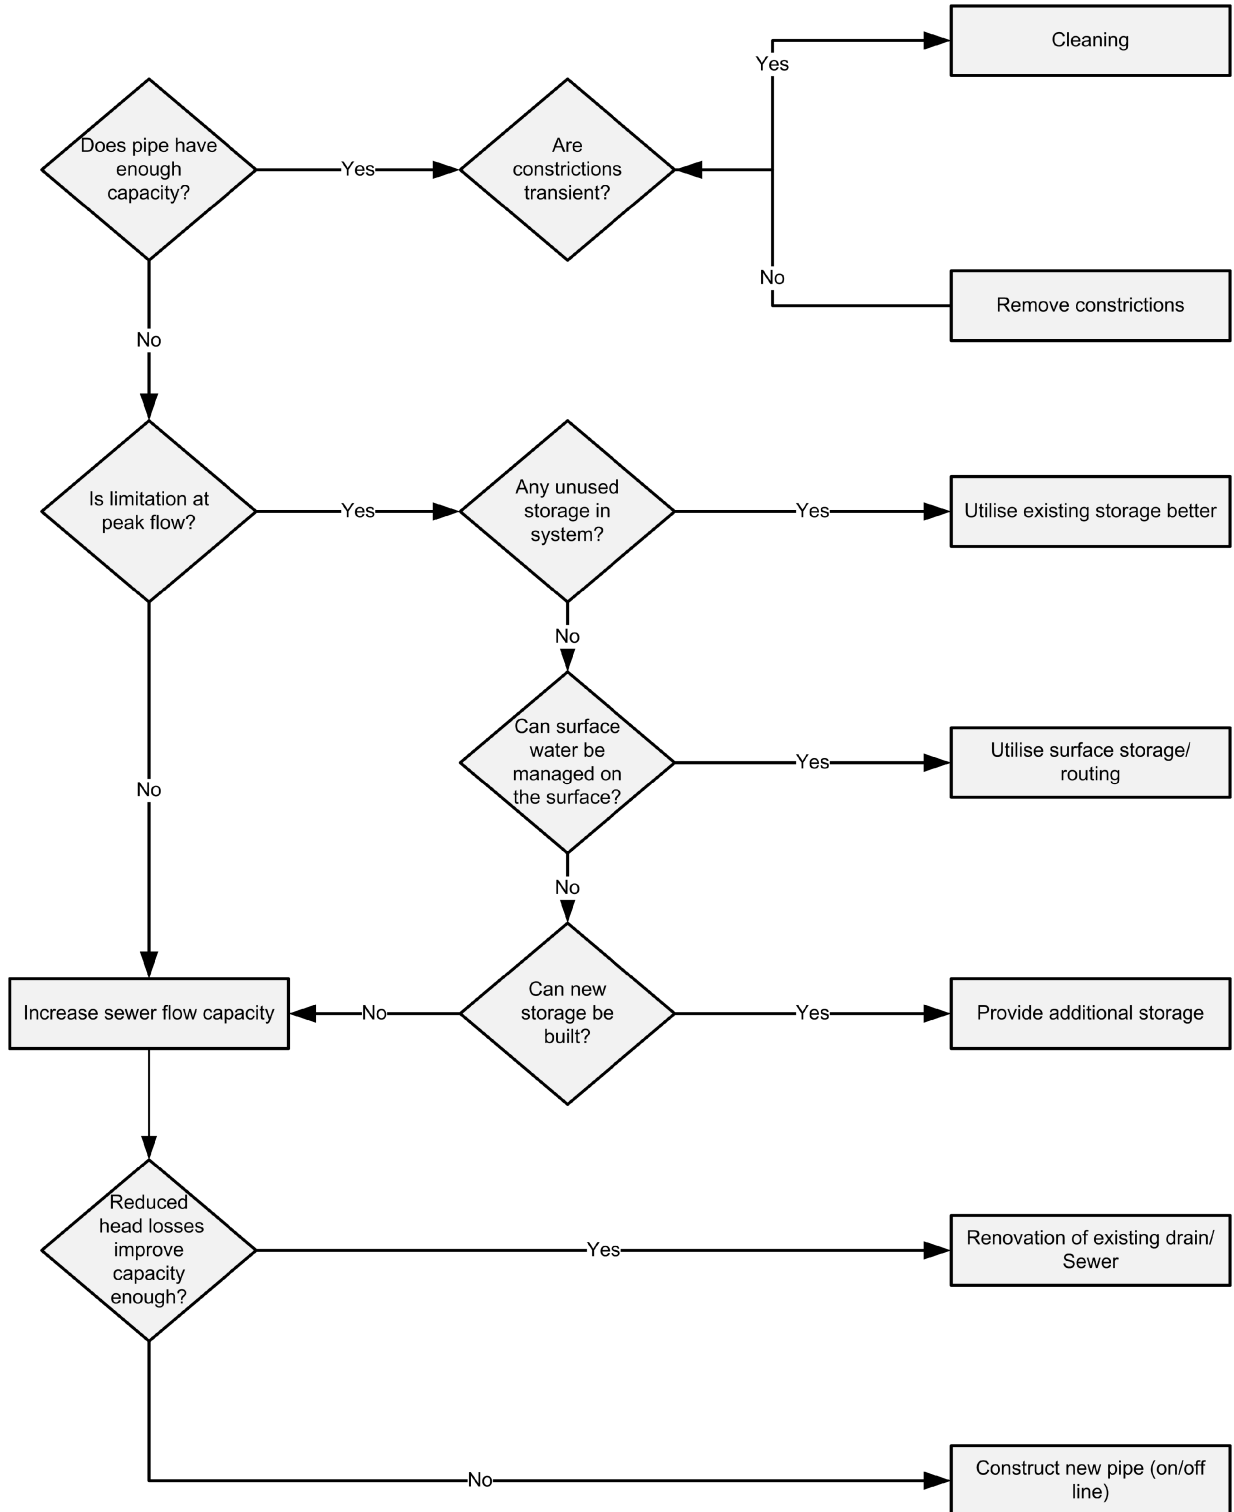 Cleaning
Yes
Does pipe have
enough
capacity?
Yes
Are
constrictions
transient?
No
Remove constrictions
No
Is limitation at
peak flow?
Yes
Any unused
storage in
system?
Yes
Utilise existing storage better
No
Can surface
water be
managed on
the surface?
Yes
Utilise surface storage/
routing
No
No
Increase sewer flow capacity
No
Can new
storage be
built?
Yes
Provide additional storage
Reduced
head losses
improve
capacity
enough?
Yes
Renovation of existing drain/
Sewer
No
Construct new pipe (on/off
line)